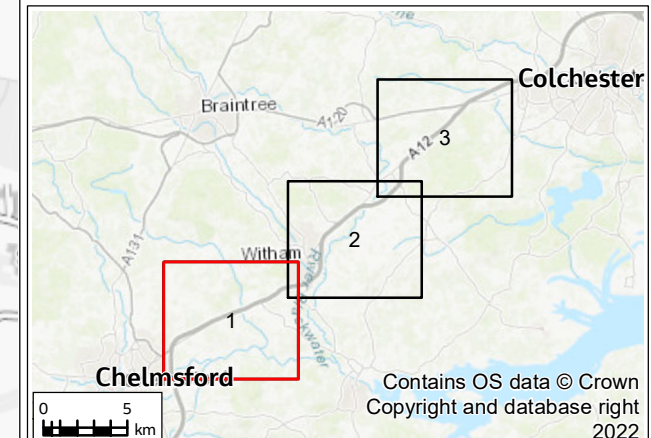 Colchester
Braintree
A120
A12
3
2
A131
Witham
River Blackwater
1
Chelmsford
Contains OS data © Crown
Copyright and database right
2022
0 5
km